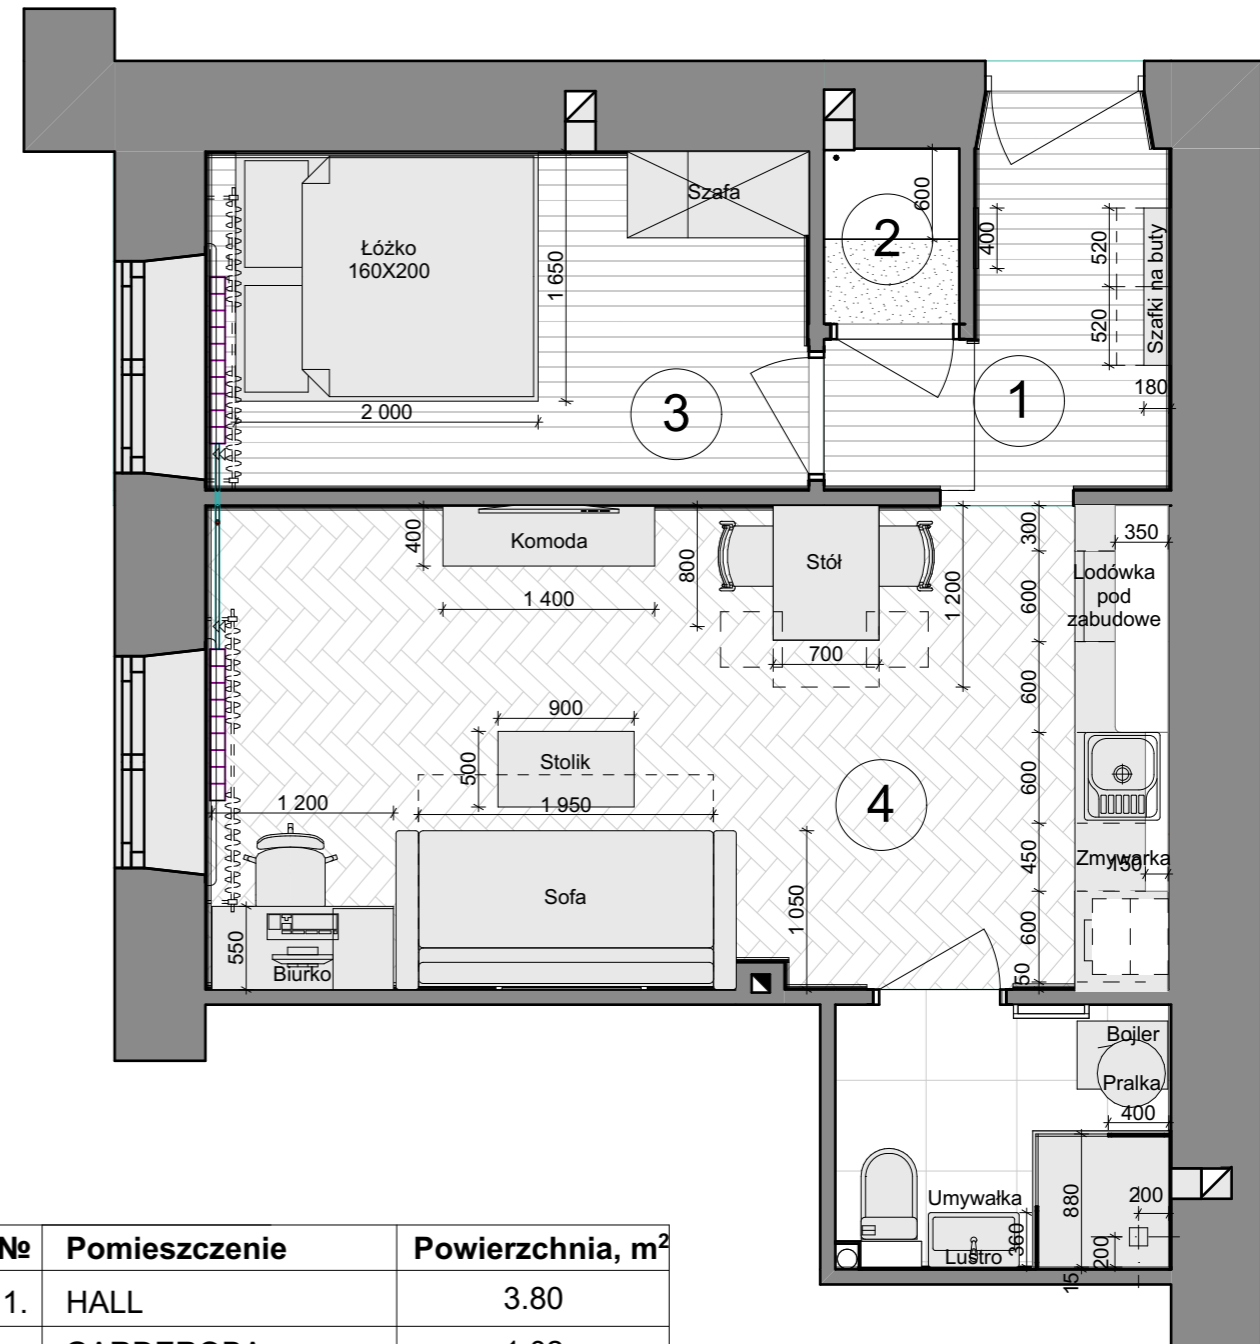 Szafa
Łóżko
160X200
600
2
400
520
520
Szafki na buty
1 650
180
3
1
2 000
400
Komoda
1 400
800
Stół
1 200
300
350
Lodówka
pod
zabudowe
600
700
600
900
Stolik
500
1 950
600
1 200
4
Zmywarka
150
450
Sofa
1 050
600
550
Biurko
50
Bojler
Pralka
400
Umywałka
880
200
360
Lustro
200
15
№ Pomieszczenie Powierzchnia, m²
1. HALL 3.80